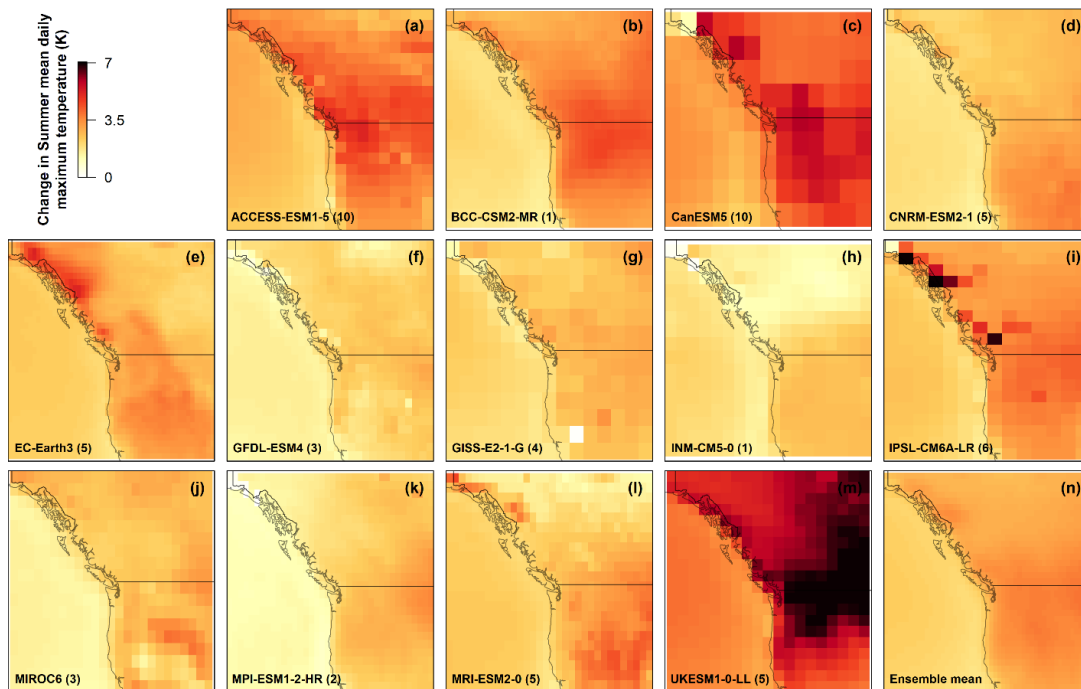 Change in Summer mean daily
maximum temperature (K)
7
3.5
0
(a)
ACCESS-ESM1-5 (10)
(b)
BCC-CSM2-MR (1)
(c)
CanESM5 (10)
(d)
CNRM-ESM2-1 (5)
(e)
EC-Earth3 (5)
(f)
GFDL-ESM4 (3)
(g)
GISS-E2-1-G (4)
(h)
INM-CM5-0 (1)
(i)
IPSL-CM6A-LR (6)
(j)
MIROC6 (3)
(k)
MPI-ESM1-2-HR (2)
(l)
MRI-ESM2-0 (5)
(m)
UKESM1-0-LL (5)
(n)
Ensemble mean